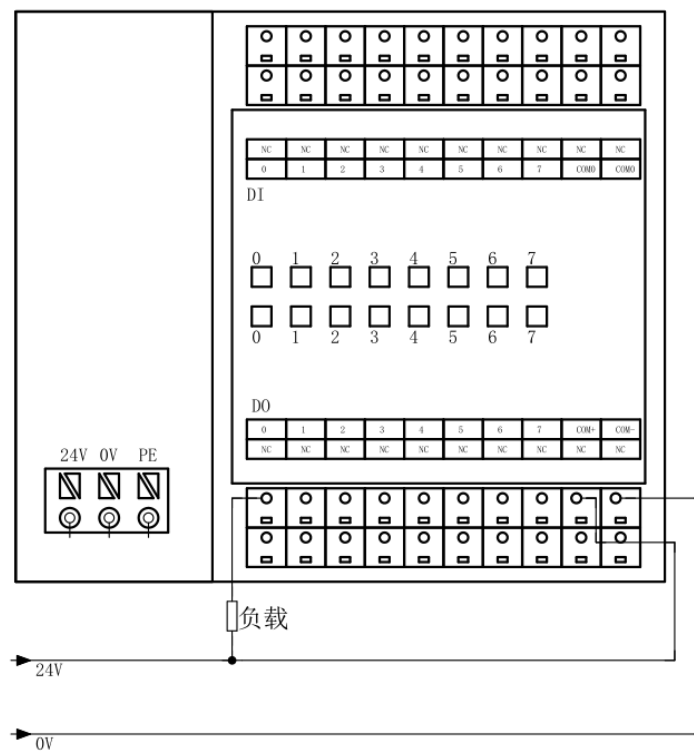 NC NC NC NC NC NC NC NC NC NC
0 1 2 3 4 5 6 7 COM0 COM0
DI
0 1 2 3 4 5 6 7
0 1 2 3 4 5 6 7
DO
0 1 2 3 4 5 6 7 COM+ COM-
NC NC NC NC NC NC NC NC NC NC
24V 0V PE
负载
24V
0V